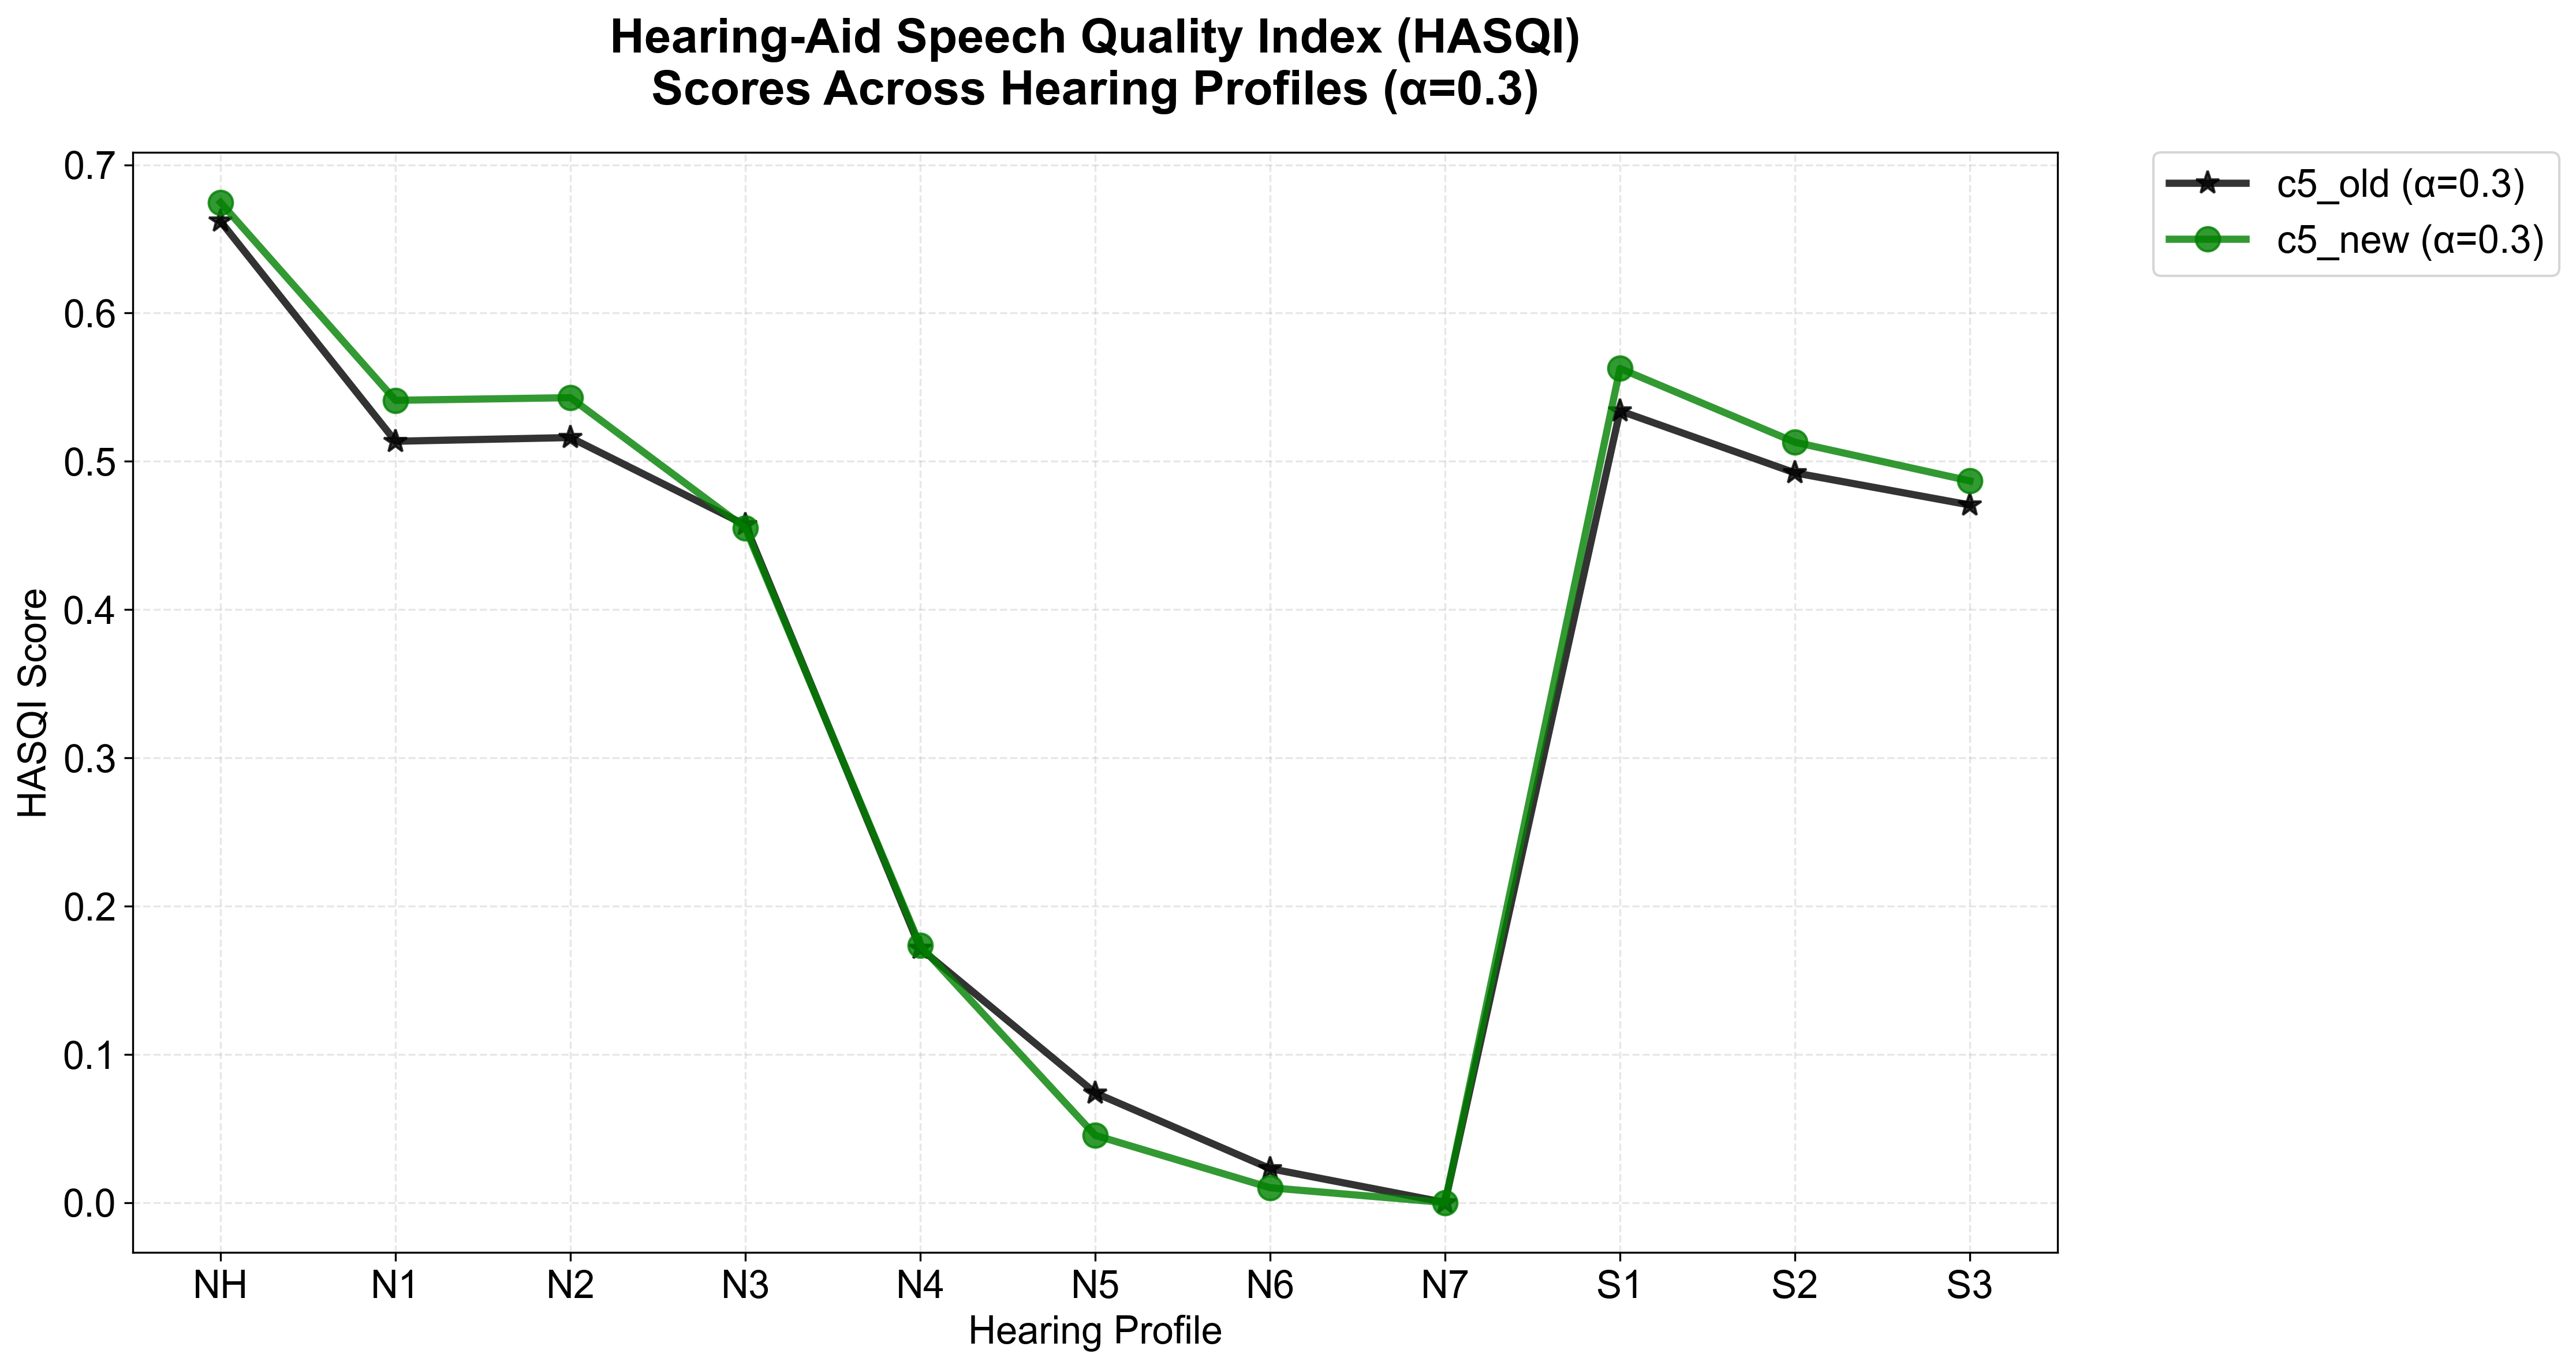 Hearing-Aid Speech Quality Index (HASQI)
Scores Across Hearing Profiles (α=0.3)
c5_old (α=0.3)
c5_new (α=0.3)
HASQI Score
0.7
0.6
0.5
0.4
0.3
0.2
0.1
0.0
NH N1 N2 N3 N4 N5 N6 N7 S1 S2 S3
Hearing Profile